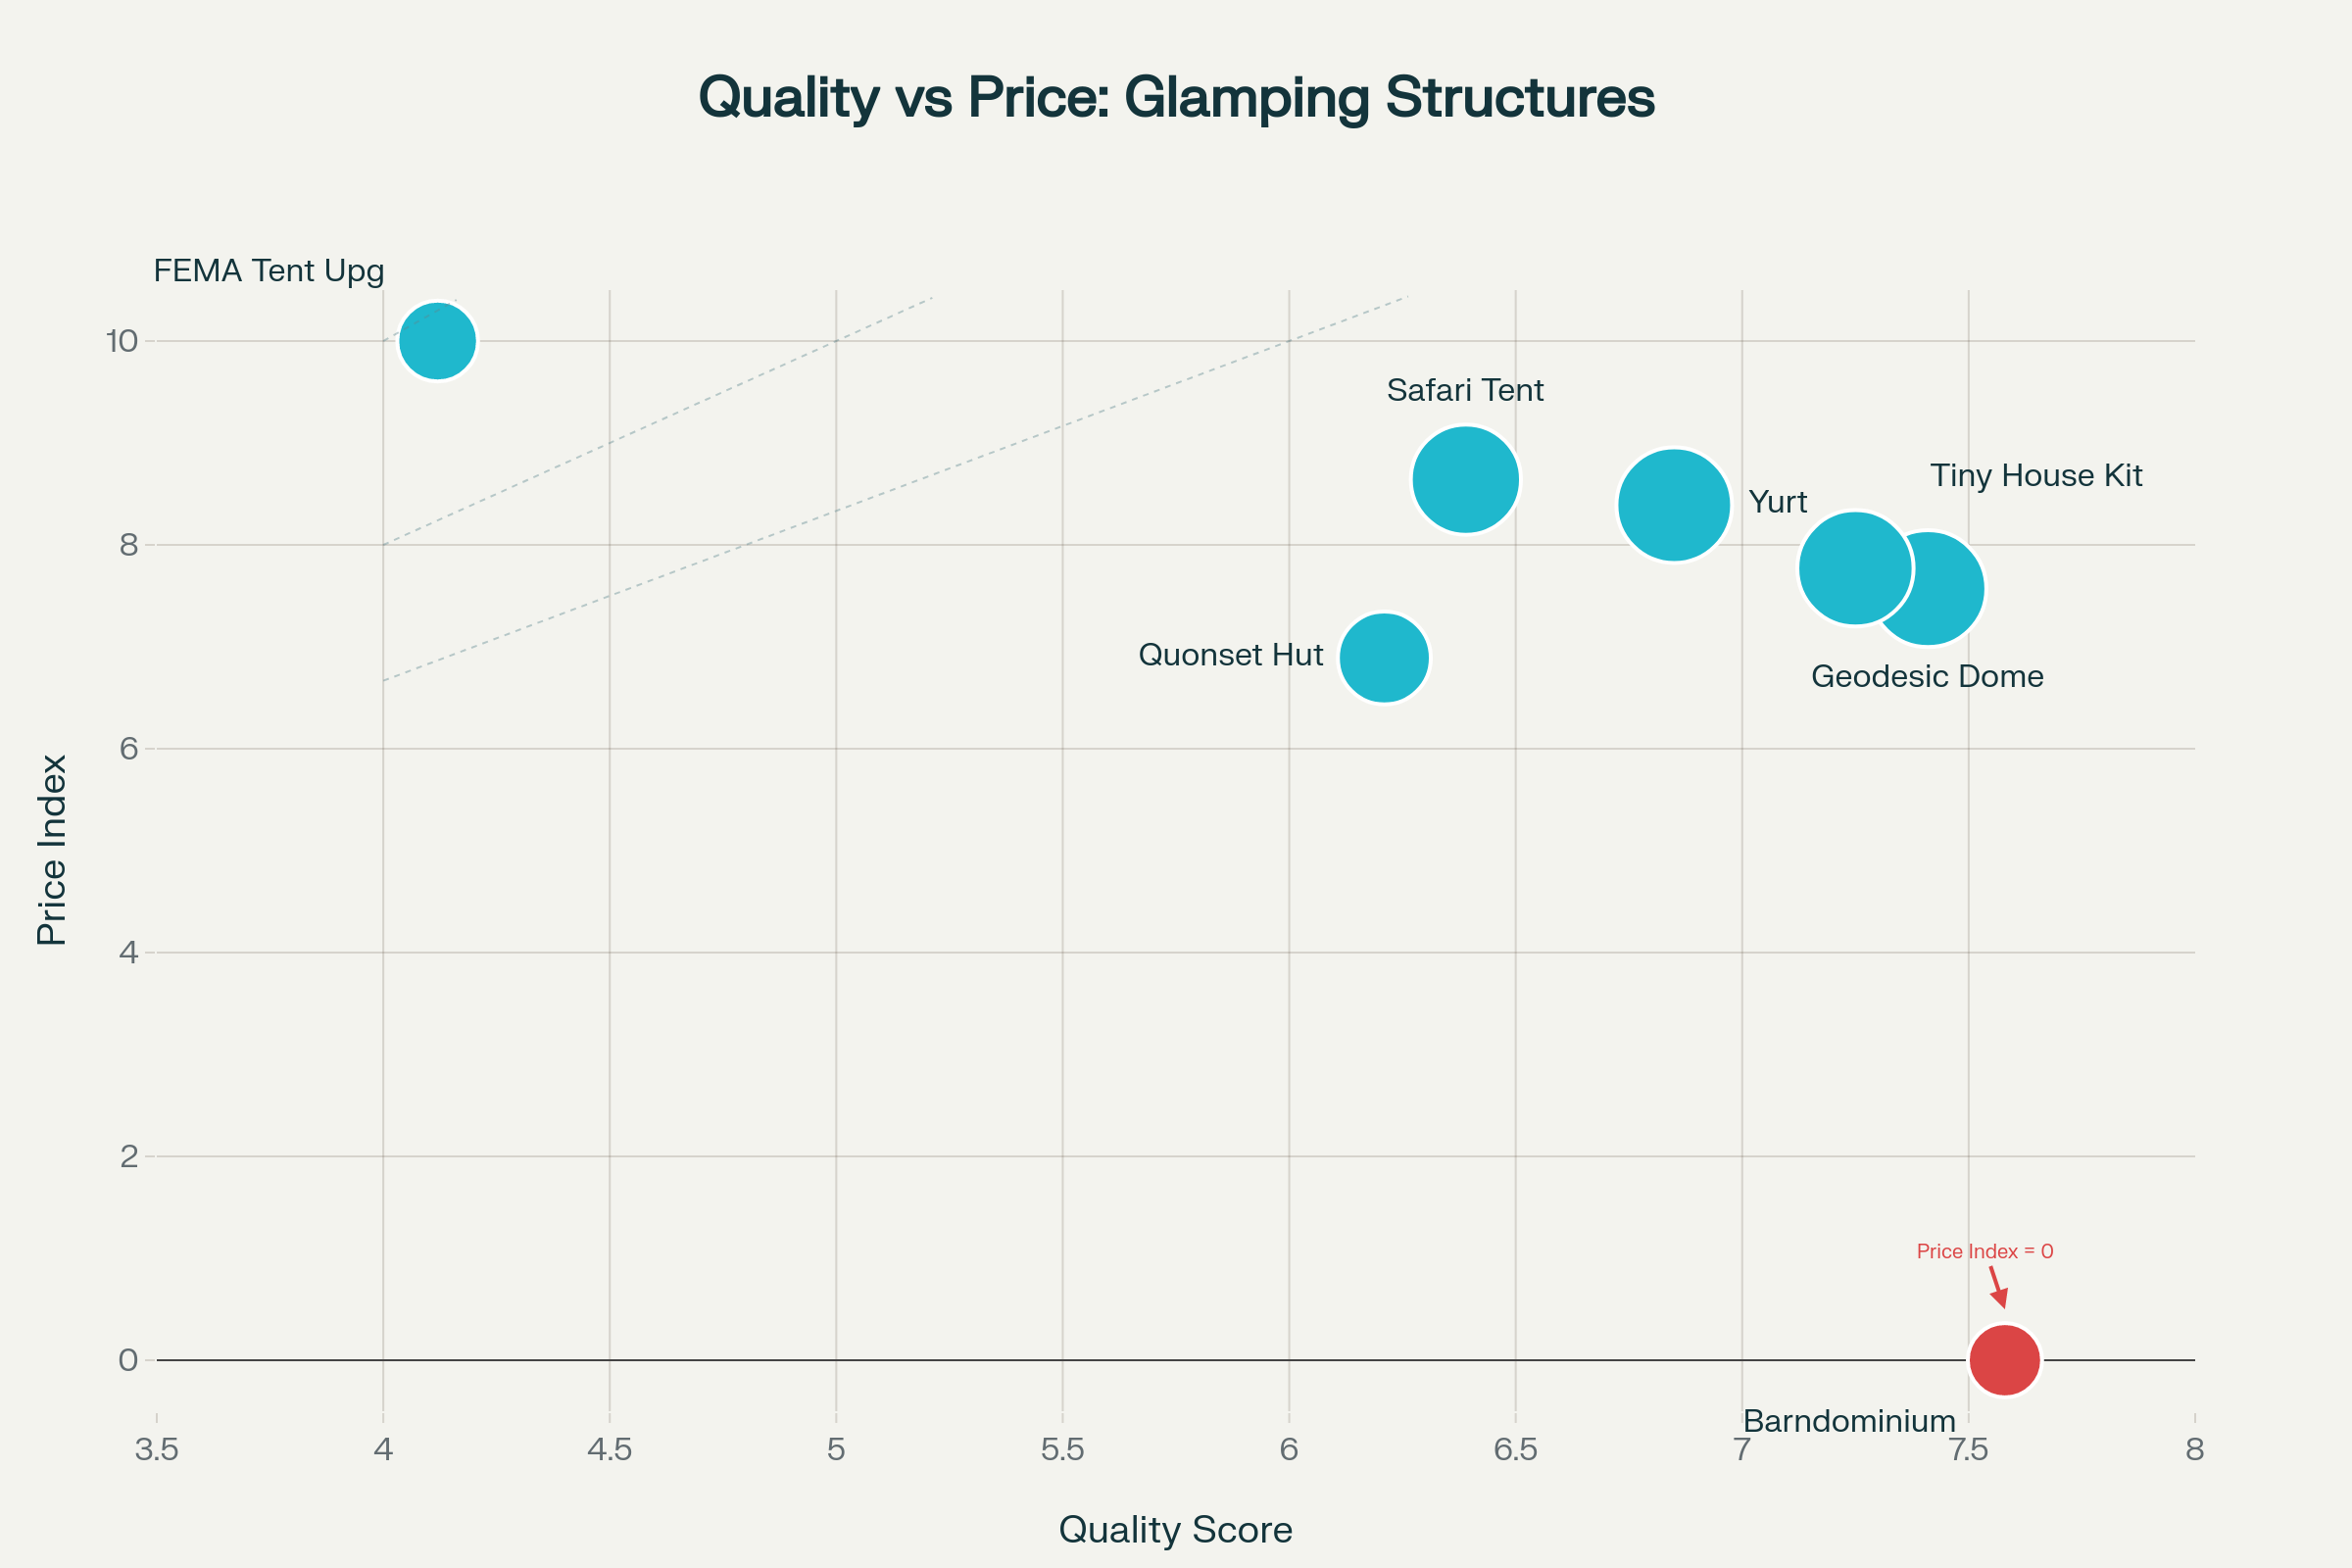 Quality vs Price: Glamping Structures
FEMA Tent Upg
Safari Tent
Tiny House Kit
Yurt
Quonset Hut
Geodesic Dome
Price Index = 0
Barndominium
Price Index
10
8
6
4
2
0
3.5
4
4.5
5
5.5
6
6.5
7
7.5
8
Quality Score